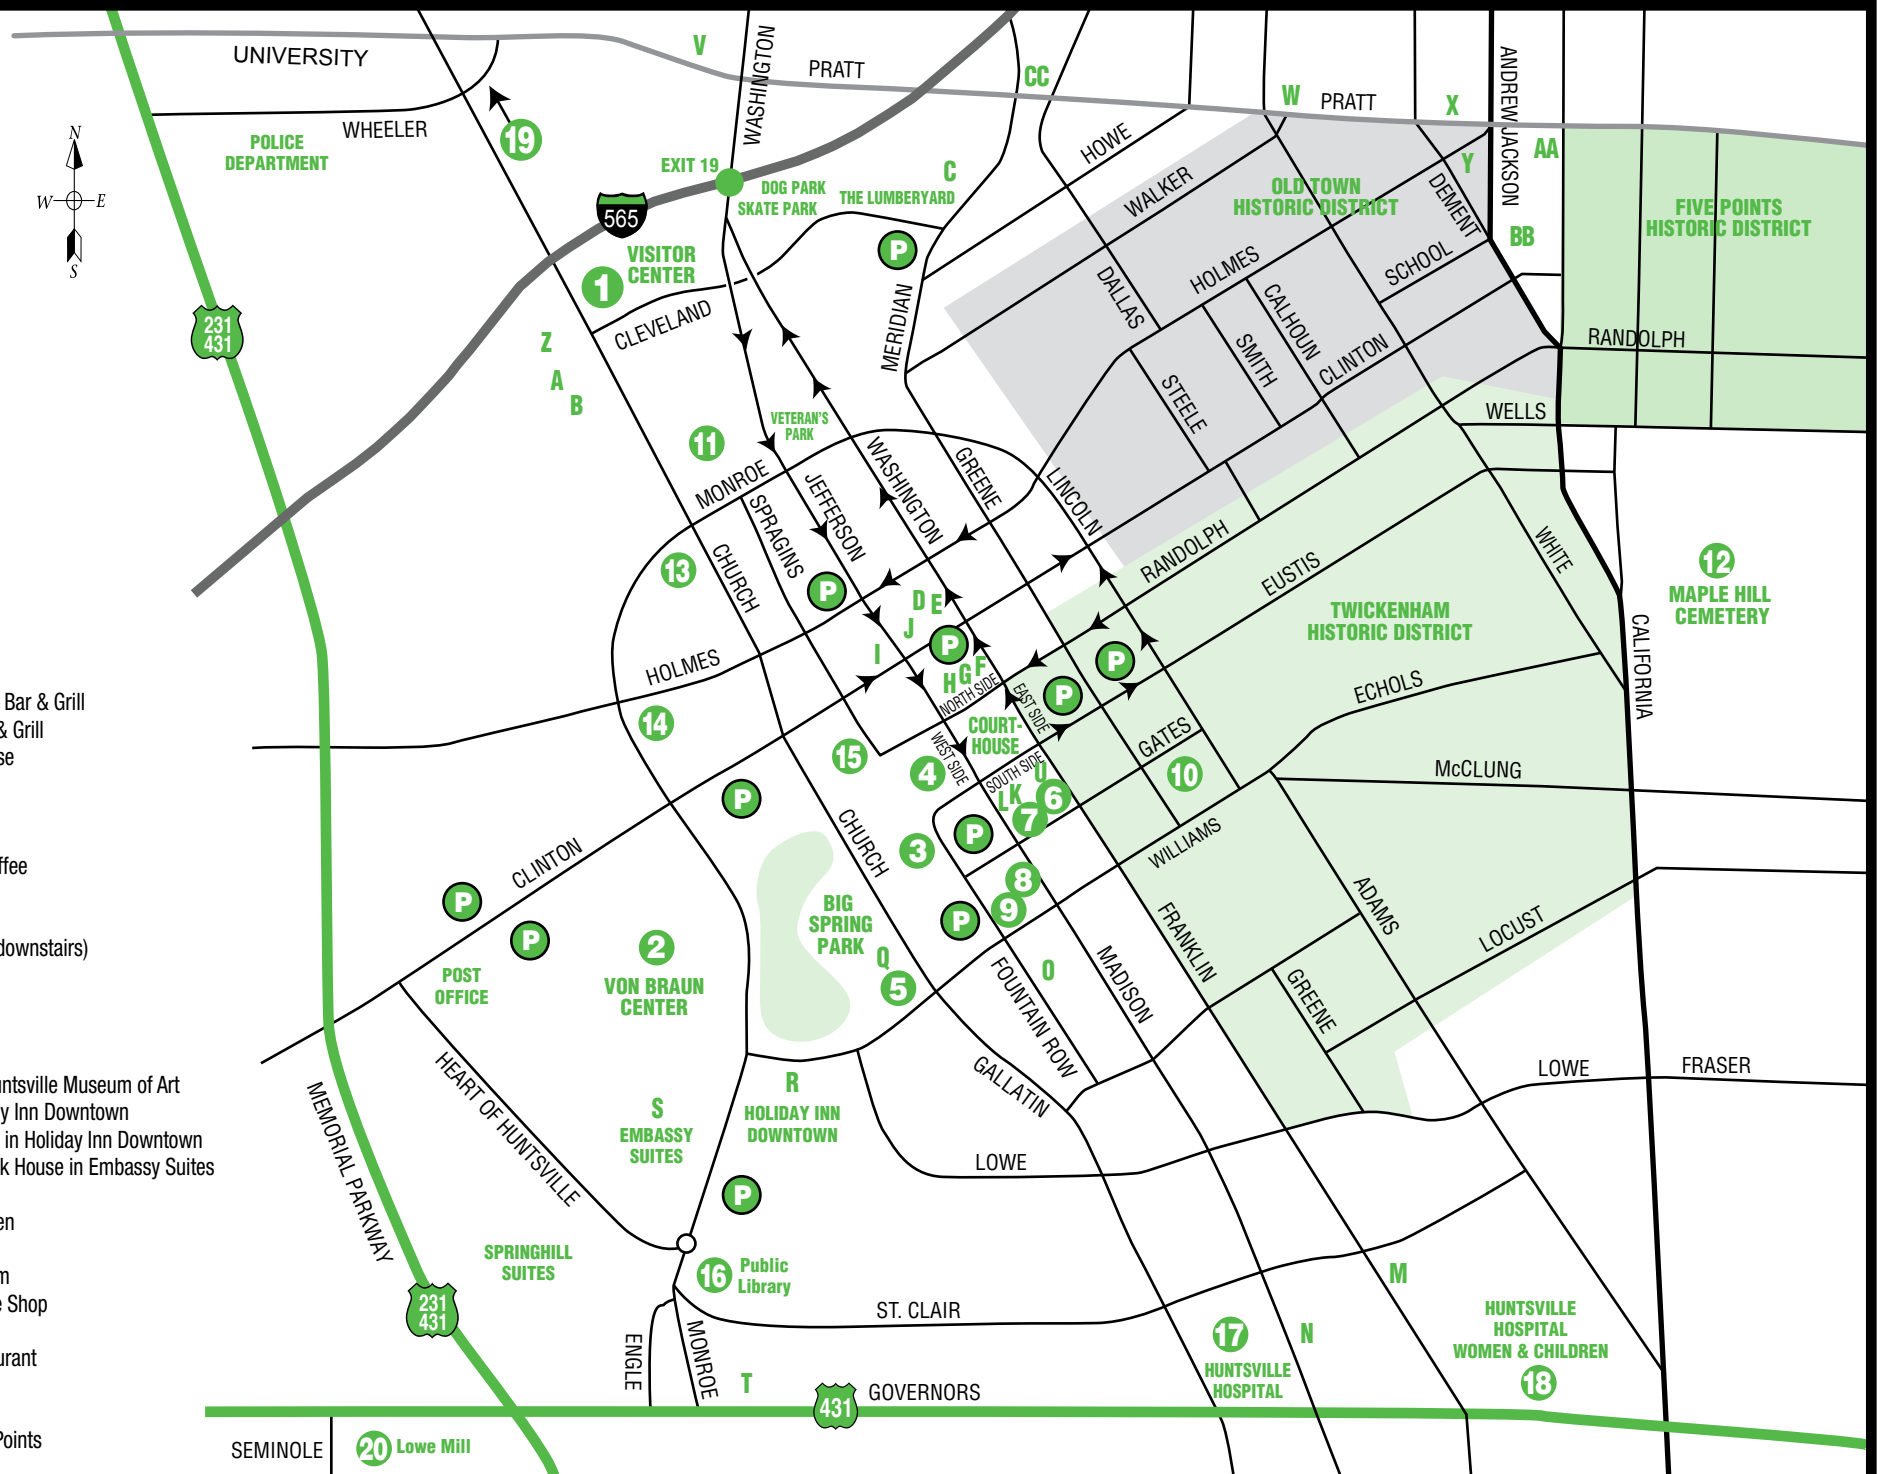 UNIVERSITY
V
WASHINGTON
PRATT
CC
W
PRATT
X
ANDREW JACKSON
WHEELER
POLICE
DEPARTMENT
19
N
W
E
S
EXIT 19
DOG PARK
SKATE PARK
THE LUMBERYARD
C
HOWE
WALKER
OLD TOWN
HISTORIC DISTRICT
Y
DEMENT
AA
BB
FIVE POINTS
HISTORIC DISTRICT
565
VISITOR
CENTER
1
P
CLEVELAND
MERIDIAN
DALLAS
HOLMES
SCHOOL
CALHOUN
SMITH
CLINTON
STEELE
RANDOLPH
WELLS
231
431
Z
A
B
11
VETERAN'S
PARK
MONROE
SPRAGINS
JEFFERSON
WASHINGTON
GREENE
LINCOLN
CHURCH
13
P
D
E
J
I
P
H
G
F
NORTH SIDE
EAST SIDE
RANDOLPH
EUSTIS
WHITE
12
MAPLE HILL
CEMETERY
TWICKENHAM
HISTORIC DISTRICT
CALIFORNIA
P
P
HOLMES
14
15
4
WEST SIDE
COURT-
HOUSE
SOUTH SIDE
U
K
L
6
7
GATES
10
ECHOLS
McCLUNG
Bar & Grill
& Grill
se
P
CHURCH
3
P
8
9
P
WILLIAMS
CLINTON
P
P
ffee
downstairs)
BIG
SPRING
PARK
Q
5
2
VON BRAUN
CENTER
POST
OFFICE
O
FOUNTAIN ROW
MADISON
FRANKLIN
ADAMS
GREENE
LOCUST
LOWE
FRASER
HEART OF HUNTSVILLE
MEMORIAL PARKWAY
GALLATIN
R
HOLIDAY INN
DOWNTOWN
S
EMBASSY
SUITES
LOWE
untsville Museum of Art
y Inn Downtown
in Holiday Inn Downtown
k House in Embassy Suites
P
en
m
e Shop
urant
Points
SPRINGHILL
SUITES
16
Public
Library
ST. CLAIR
M
231
431
ENGLE
MONROE
T
431
GOVERNORS
17
HUNTSVILLE
HOSPITAL
N
HUNTSVILLE
HOSPITAL
WOMEN & CHILDREN
18
SEMINOLE
20
Lowe Mill